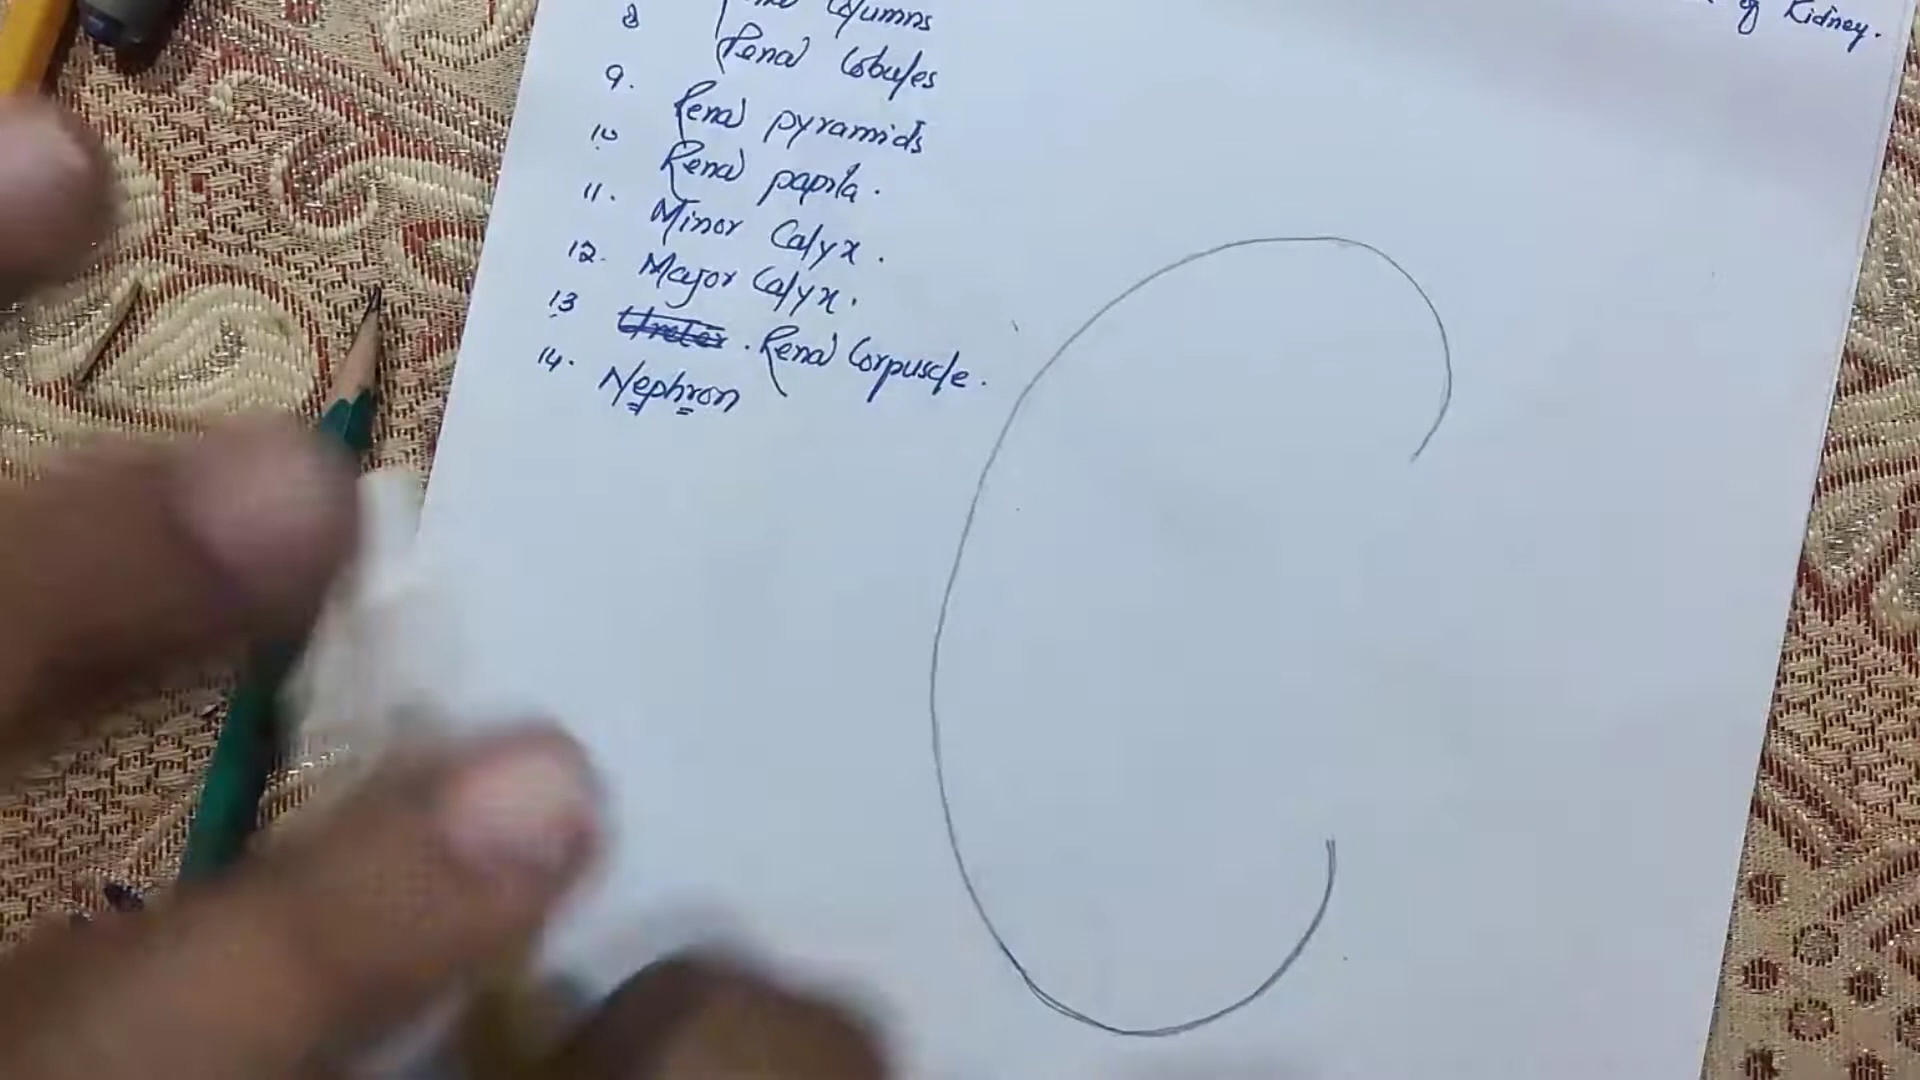 Columns
8 Renal Lobules
9. Renal pyramids
10 Renal papila.
11. Minor Calyx.
12. Major Calyx.
13 Ureter. Renal Corpuscle.
14. Nephron
of Kidney.